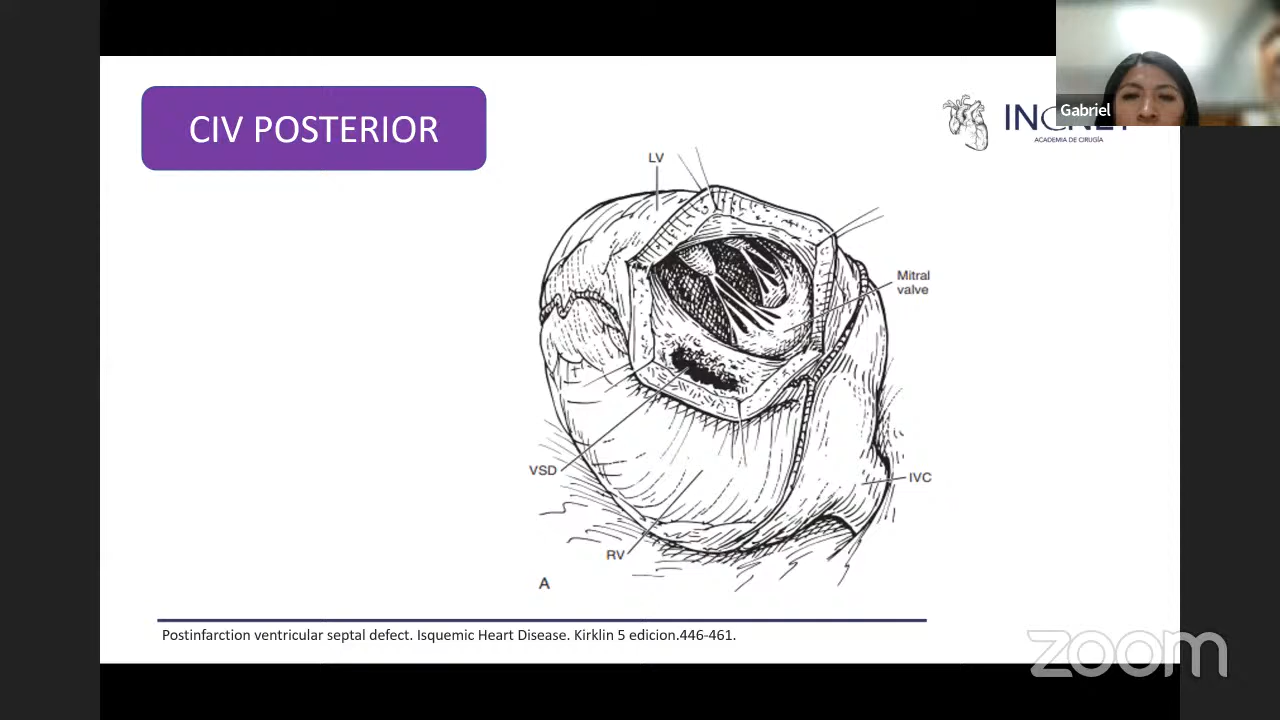 CIV POSTERIOR
Gabriel
ACADEMIA DE CIRUGÍA
LV
Mitral
valve
VSD
IVC
RV
A
Postinfarction ventricular septal defect. Isquemic Heart Disease. Kirklin 5 edicion.446-461.
zoom